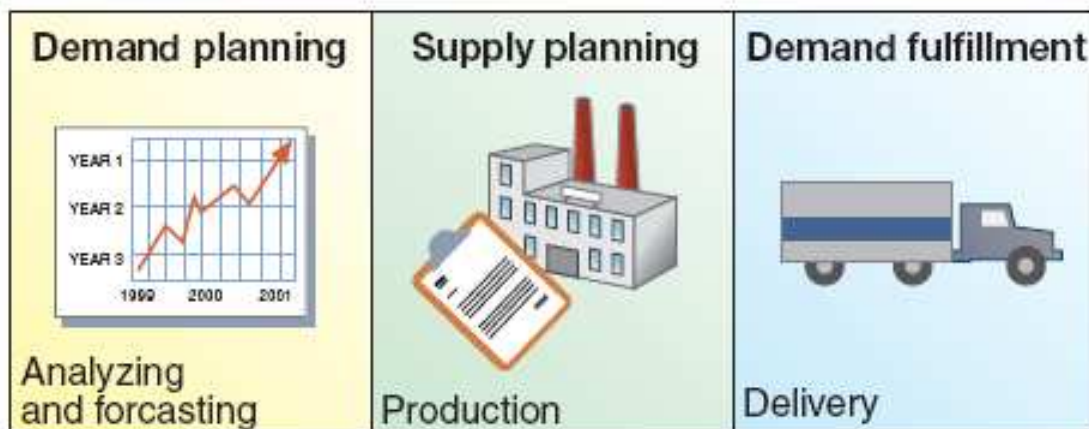 Demand planning
YEAR 1
YEAR 2
YEAR 3
1999 2000 2001
Analyzing
and forcasting
Supply planning
Production
Demand fulfillment
Delivery